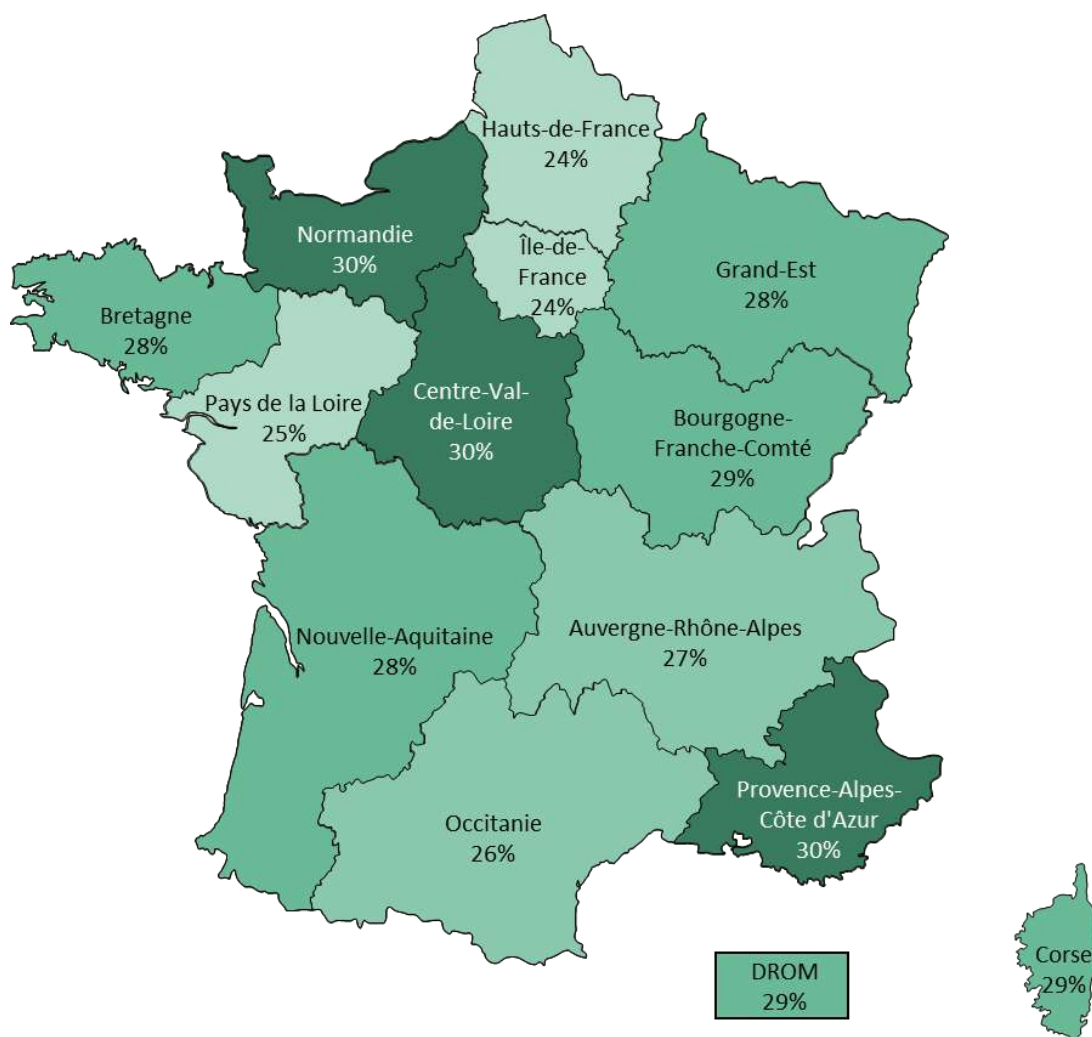 Hauts-de-France
24%
Normandie
30%
Île-de-
France
24%
Grand-Est
28%
Bretagne
28%
Pays de la Loire
25%
Centre-Val-
de-Loire
30%
Bourgogne-
Franche-Comté
29%
Nouvelle-Aquitaine
28%
Auvergne-Rhône-Alpes
27%
Occitanie
26%
Provence-Alpes-
Côte d'Azur
30%
DROM
29%
Corse
29%